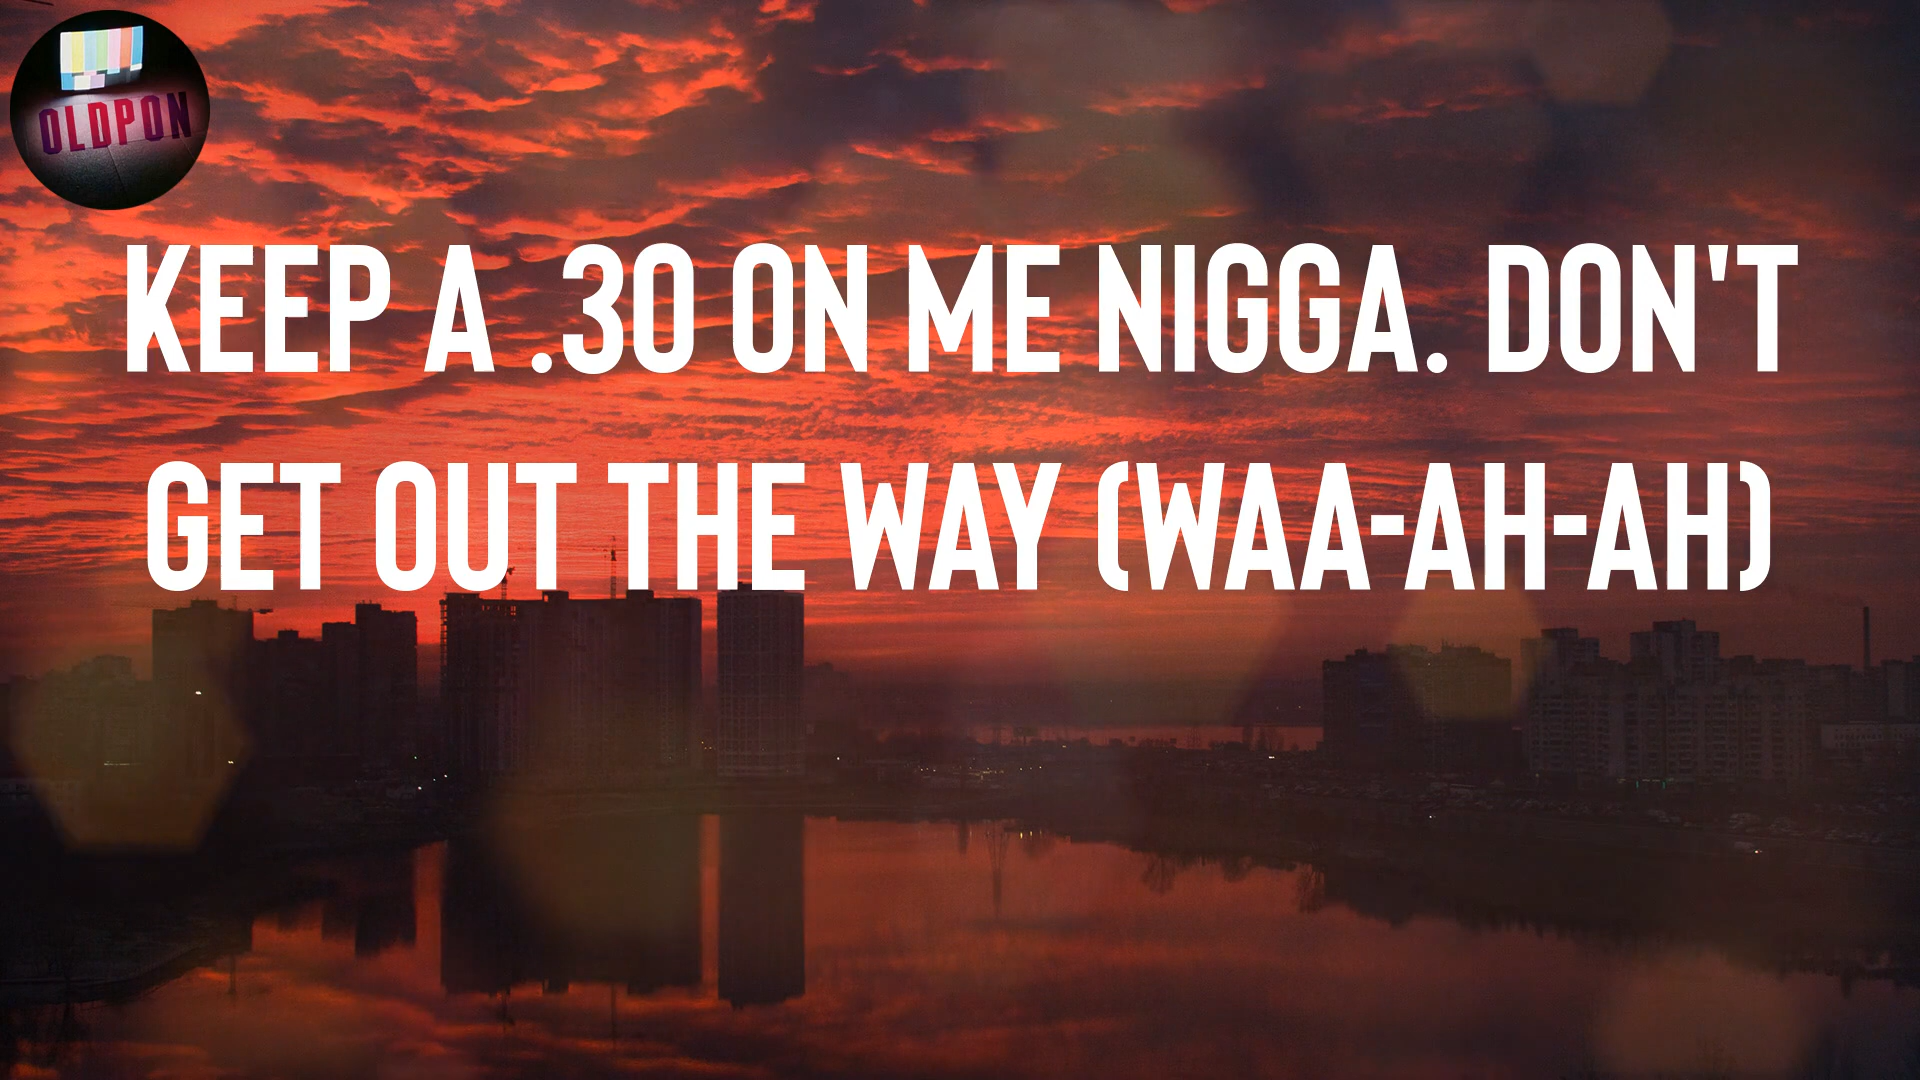 OLDPON
KEEP A .30 ON ME NIGGA. DON'T
GET OUT THE WAY (WAA-AH-AH)